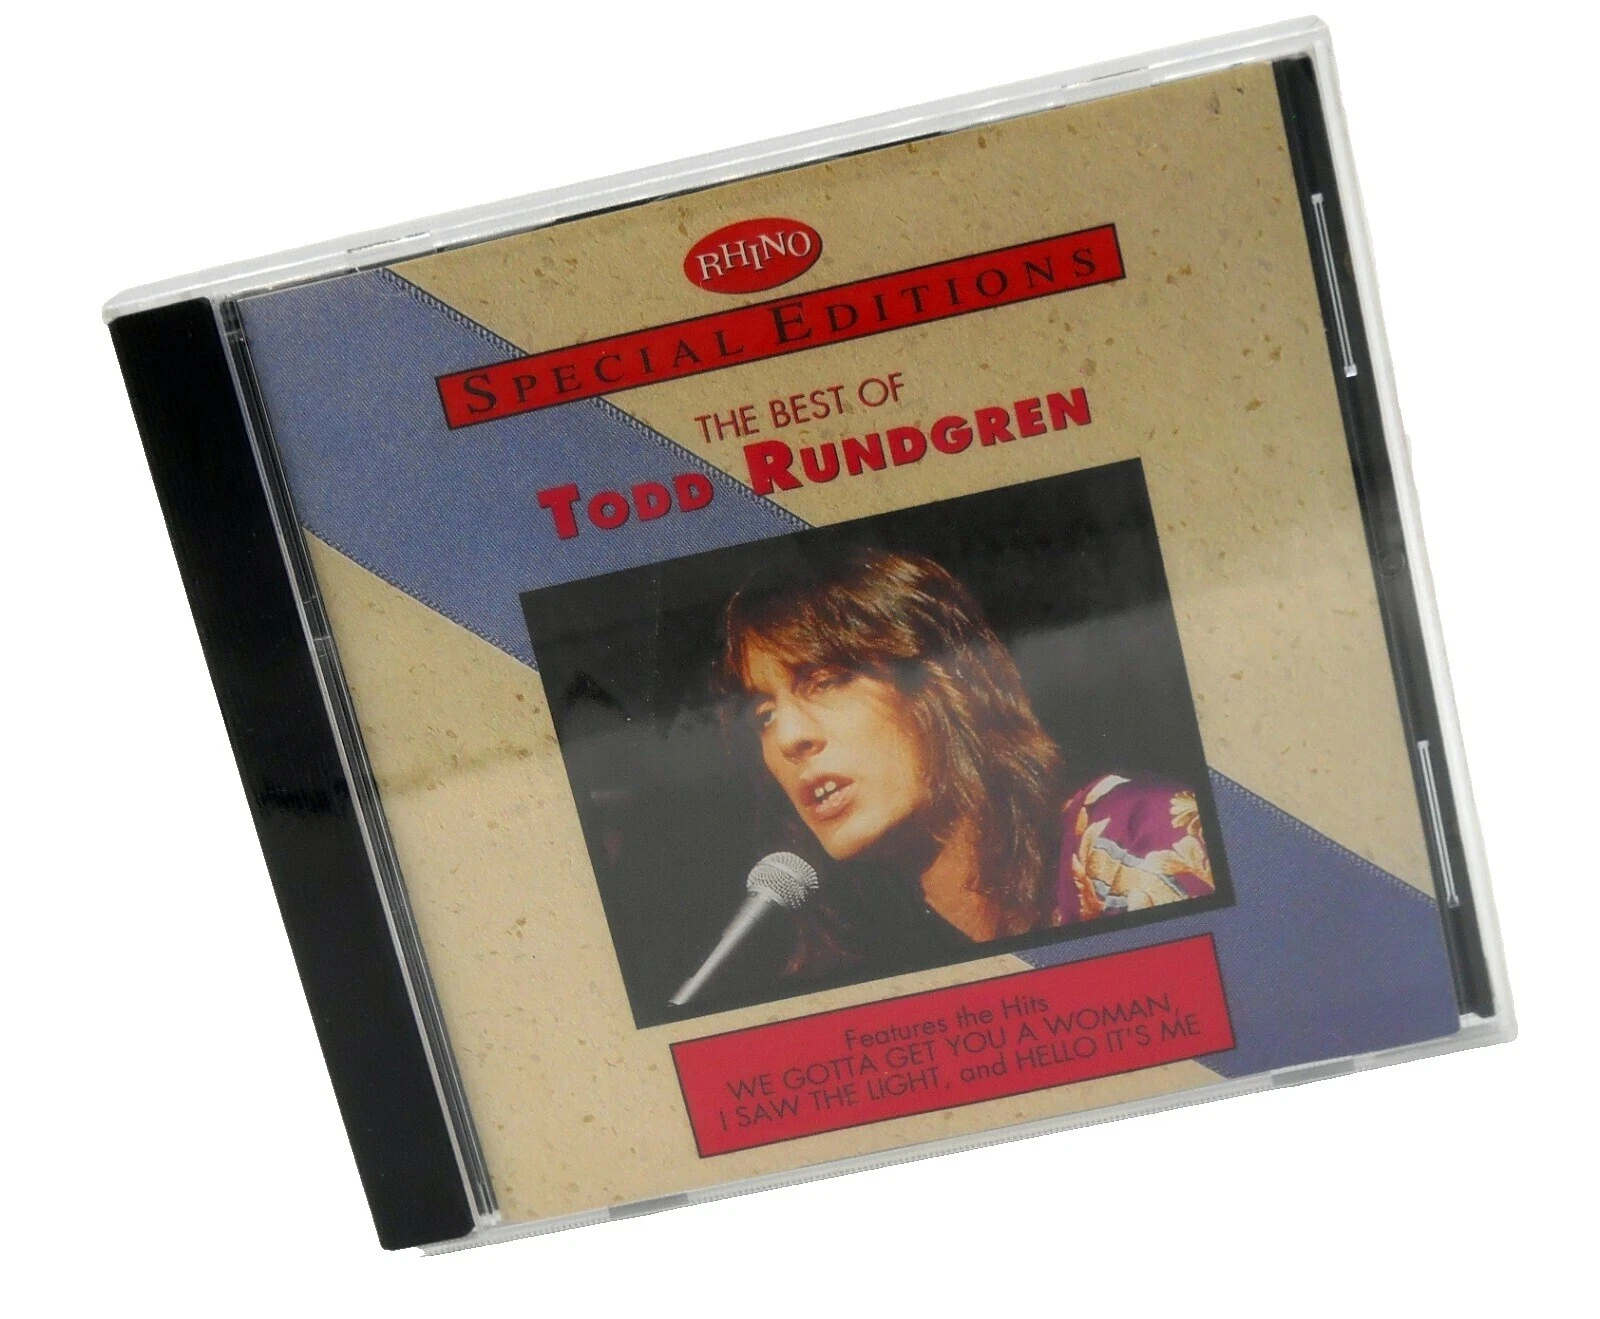 RHINO
SPECIAL EDITIONS
THE BEST OF
TODD RUNDGREN
Features the Hits
WE GOTTA GET YOU A WOMAN,
I SAW THE LIGHT, and HELLO IT'S ME